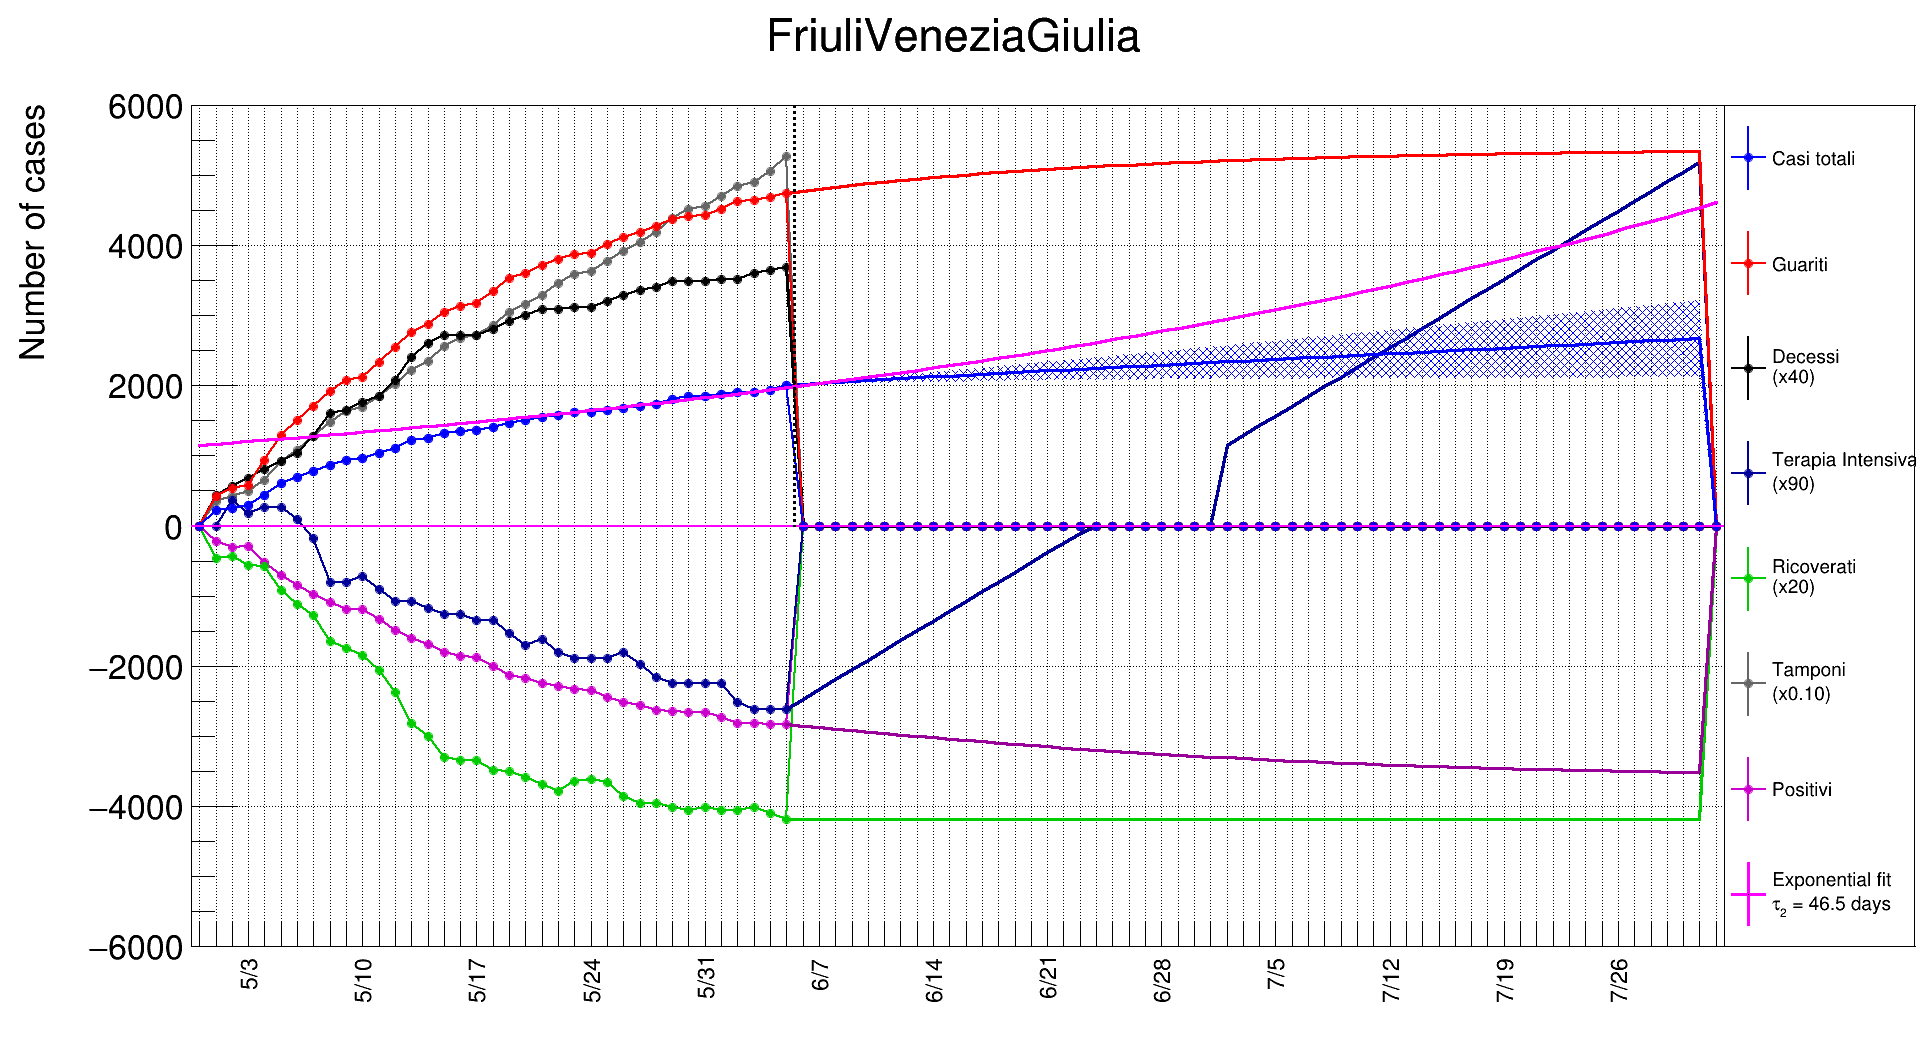 FriuliVeneziaGiulia
Number of cases
6000
4000
2000
0
−2000
−4000
−6000
5/3
5/10
5/17
5/24
5/31
6/7
6/14
6/21
6/28
7/5
7/12
7/19
7/26
Casi totali
Guariti
Decessi
(x40)
Terapia Intensiva
(x90)
Ricoverati
(x20)
Tamponi
(x0.10)
Positivi
Exponential fit
τ₂ = 46.5 days